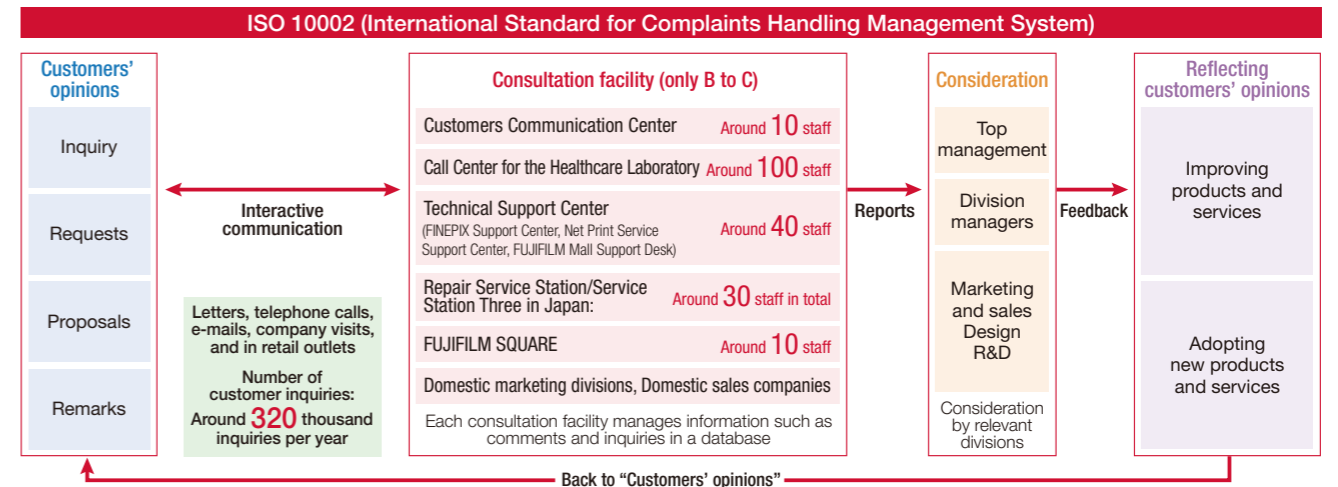 ISO 10002 (International Standard for Complaints Handling Management System)
Customers'
opinions
Inquiry
Requests
Proposals
Remarks
Interactive
communication
Letters, telephone calls,
e-mails, company visits,
and in retail outlets
Number of
customer inquiries:
Around 320 thousand
inquiries per year
Consultation facility (only B to C)
Customers Communication Center Around 10 staff
Call Center for the Healthcare Laboratory Around 100 staff
Technical Support Center
(FINEPIX Support Center, Net Print Service
Support Center, FUJIFILM Mall Support Desk)
Around 40 staff
Repair Service Station/Service
Station Three in Japan:
Around 30 staff in total
FUJIFILM SQUARE Around 10 staff
Domestic marketing divisions, Domestic sales companies
Each consultation facility manages information such as
comments and inquiries in a database
Reports
Consideration
Top
management
Division
managers
Marketing
and sales
Design
R&D
Consideration
by relevant
divisions
Feedback
Reflecting
customers' opinions
Improving
products and
services
Adopting
new products
and services
Back to “Customers' opinions”